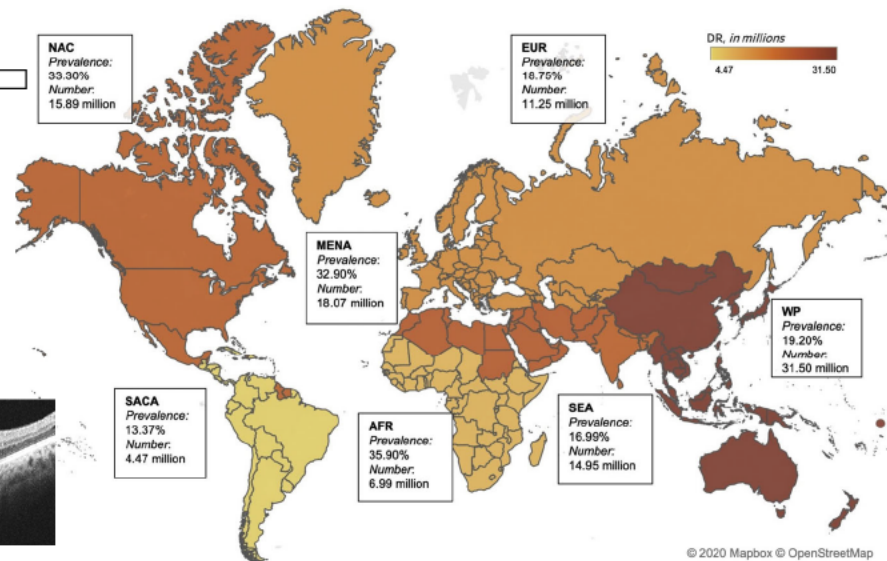 NAC
Prevalence:
33.30%
Number:
15.89 million
EUR
Prevalence:
18.75%
Number:
11.25 million
DR, in millions
4.47 31.50
MENA
Prevalence:
32.90%
Number:
18.07 million
WP
Prevalence:
19.20%
Number:
31.50 million
SACA
Prevalence:
13.37%
Number:
4.47 million
AFR
Prevalence:
35.90%
Number:
6.99 million
SEA
Prevalence:
16.99%
Number:
14.95 million
© 2020 Mapbox © OpenStreetMap